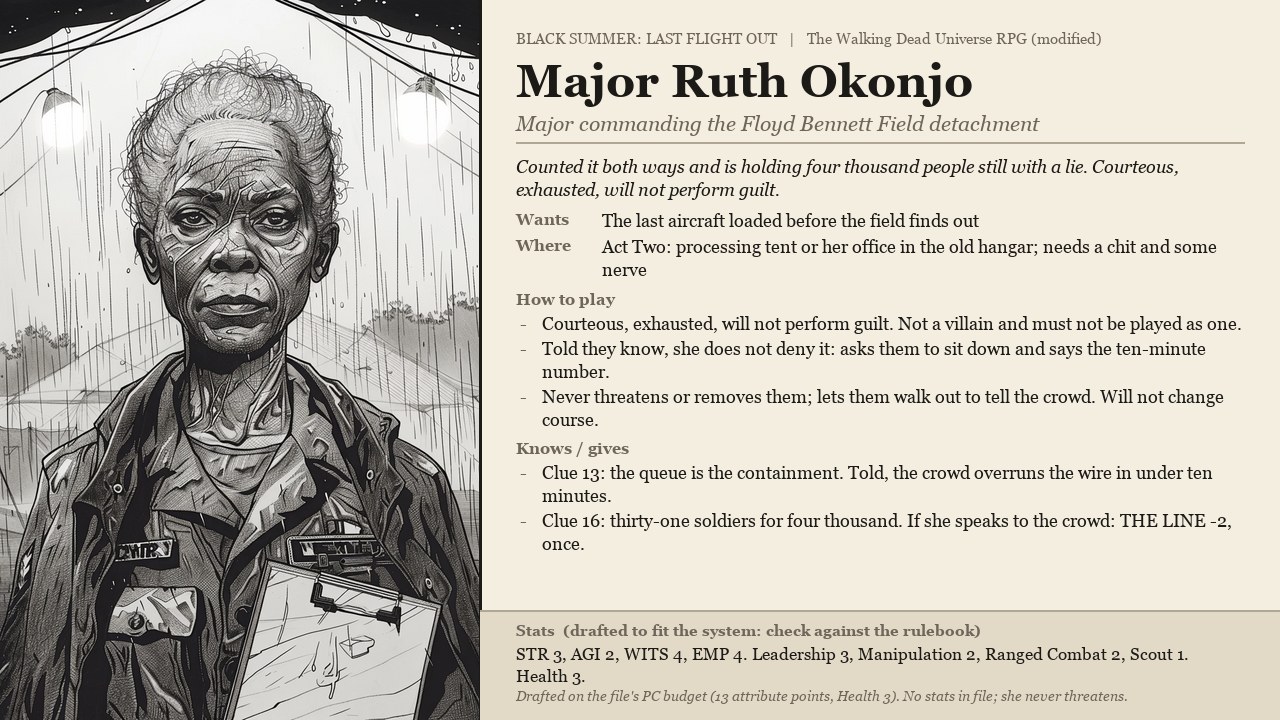 BLACK SUMMER: LAST FLIGHT OUT | The Walking Dead Universe RPG (modified)
Major Ruth Okonjo
Major commanding the Floyd Bennett Field detachment
Counted it both ways and is holding four thousand people still with a lie. Courteous,
exhausted, will not perform guilt.
Wants The last aircraft loaded before the field finds out
Where Act Two: processing tent or her office in the old hangar; needs a chit and some
nerve
How to play
- Courteous, exhausted, will not perform guilt. Not a villain and must not be played as one.
- Told they know, she does not deny it: asks them to sit down and says the ten-minute
number.
- Never threatens or removes them; lets them walk out to tell the crowd. Will not change
course.
Knows / gives
- Clue 13: the queue is the containment. Told, the crowd overruns the wire in under ten
minutes.
- Clue 16: thirty-one soldiers for four thousand. If she speaks to the crowd: THE LINE -2,
once.
Stats (drafted to fit the system: check against the rulebook)
STR 3, AGI 2, WITS 4, EMP 4. Leadership 3, Manipulation 2, Ranged Combat 2, Scout 1.
Health 3.
Drafted on the file's PC budget (13 attribute points, Health 3). No stats in file; she never threatens.